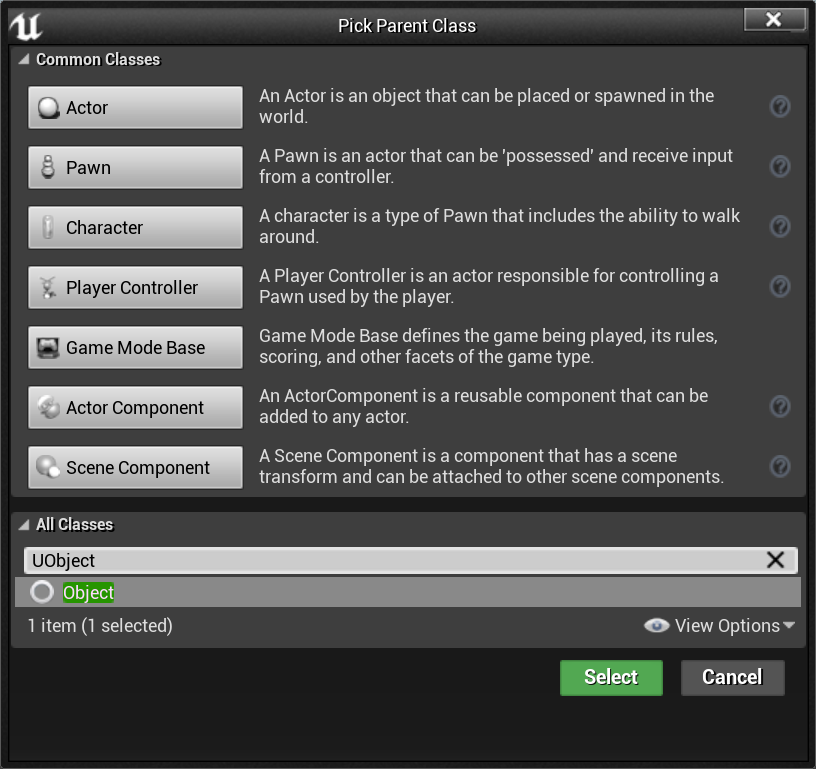 Pick Parent Class
Common Classes
Actor
An Actor is an object that can be placed or spawned in the
world.
Pawn
A Pawn is an actor that can be 'possessed' and receive input
from a controller.
Character
A character is a type of Pawn that includes the ability to walk
around.
Player Controller
A Player Controller is an actor responsible for controlling a
Pawn used by the player.
Game Mode Base
Game Mode Base defines the game being played, its rules,
scoring, and other facets of the game type.
Actor Component
An ActorComponent is a reusable component that can be
added to any actor.
Scene Component
A Scene Component is a component that has a scene
transform and can be attached to other scene components.
All Classes
UObject
Object
1 item (1 selected)
View Options
Select
Cancel